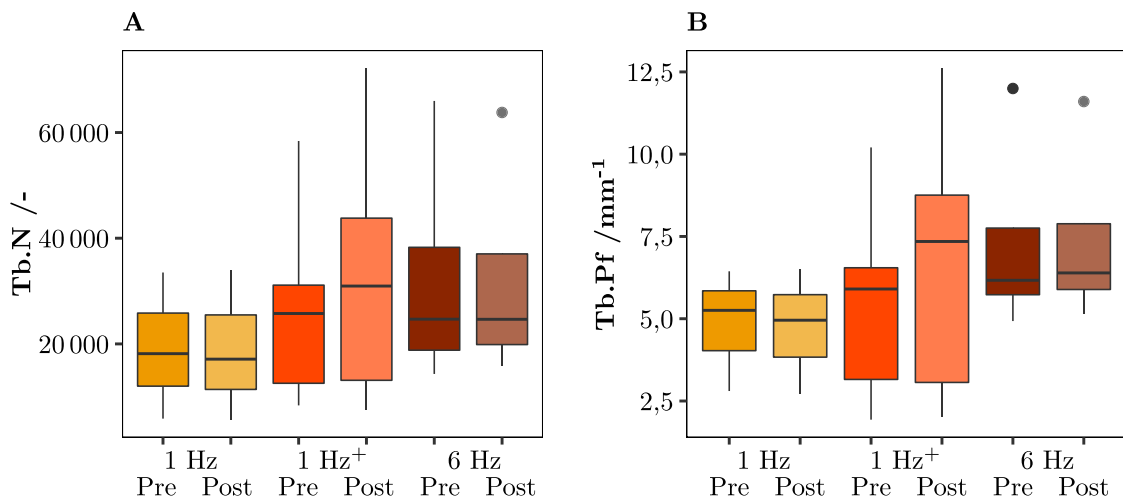 A
B
Tb.N /-
60 000
40 000
20 000
1 Hz
1 Hz⁺
6 Hz
Pre
Post
Pre
Post
Pre
Post
Tb.Pf /mm⁻¹
12,5
10,0
7,5
5,0
2,5
1 Hz
1 Hz⁺
6 Hz
Pre
Post
Pre
Post
Pre
Post